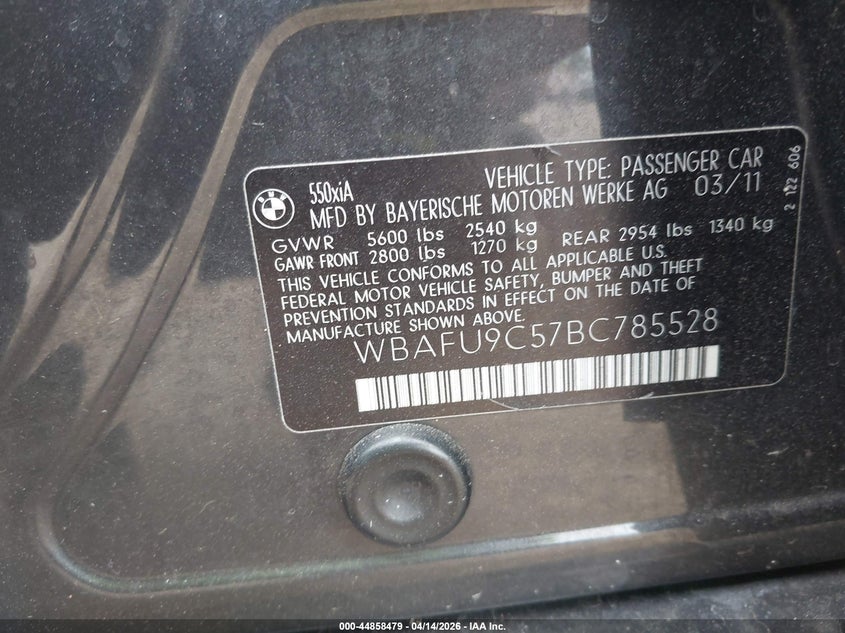 BMW
550xiA
VEHICLE TYPE: PASSENGER CAR
MFD BY BAYERISCHE MOTOREN WERKE AG 03/11
GVWR 5600 lbs 2540 kg
GAWR FRONT 2800 lbs 1270 kg REAR 2954 lbs 1340 kg
THIS VEHICLE CONFORMS TO ALL APPLICABLE U.S.
FEDERAL MOTOR VEHICLE SAFETY, BUMPER AND THEFT
PREVENTION STANDARDS IN EFFECT ON THE DATE OF
MANUFACTURE SHOWN ABOVE.
WBAFU9C57BC785528
2 122 606
000-44858479 - 04/14/2026 - IAA Inc.